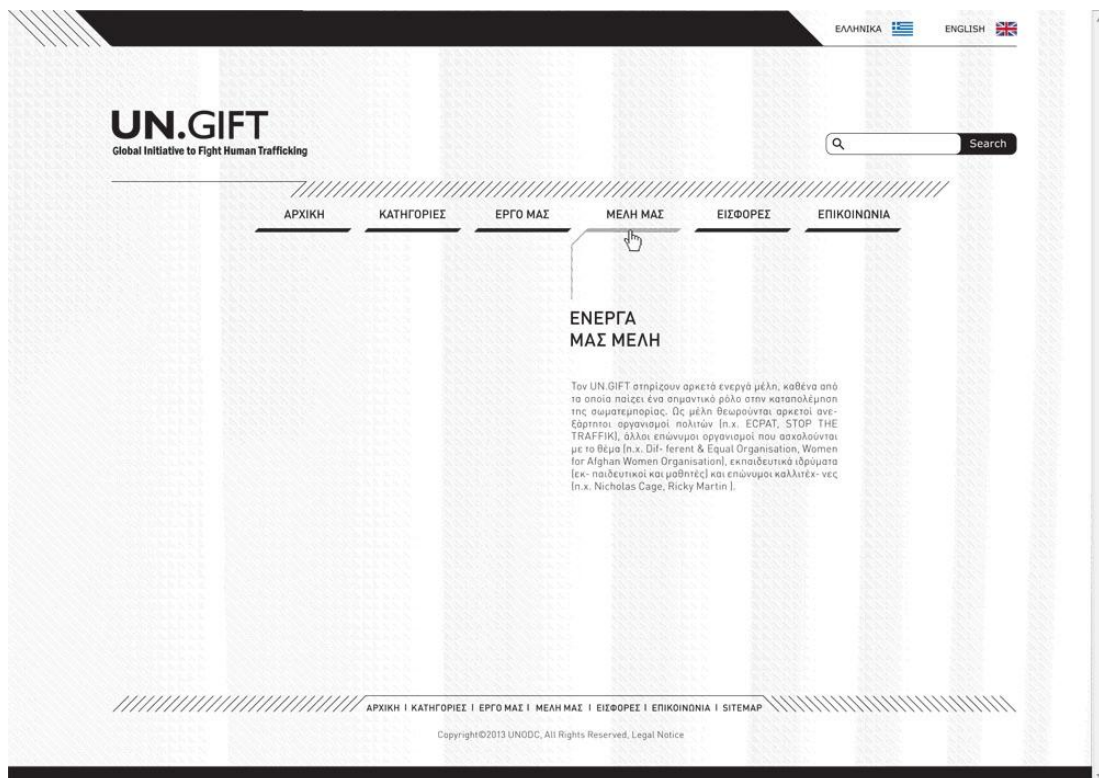 ΕΛΛΗΝΙΚΑ ENGLISH
UN.GIFT
Global Initiative to Fight Human Trafficking
Search
ΑΡΧΙΚΗ ΚΑΤΗΓΟΡΙΕΣ ΕΡΓΟ ΜΑΣ ΜΕΛΗ ΜΑΣ ΕΙΣΦΟΡΕΣ ΕΠΙΚΟΙΝΩΝΙΑ
ΕΝΕΡΓΑ
ΜΑΣ ΜΕΛΗ
Τον UN.GIFT στηρίζουν αρκετά ενεργά μέλη, καθένα από
τα οποία παίζει ένα σημαντικό ρόλο στην καταπολέμηση
της σωματεμπορίας. Ως μέλη θεωρούνται αρκετοί ανε-
ξάρτητοι οργανισμοί πολιτών (π.χ. ECPAT, STOP THE
TRAFFIK), άλλοι επώνυμοι οργανισμοί που ασχολούνται
με το θέμα (π.χ. Dif- ferent & Equal Organisation, Women
for Afghan Women Organisation), εκπαιδευτικά ιδρύματα
(εκ- παιδευτικοί και μαθητές) και επώνυμοι καλλιτέχ- νες
(π.χ. Nicholas Cage, Ricky Martin ).
ΑΡΧΙΚΗ Ι ΚΑΤΗΓΟΡΙΕΣ Ι ΕΡΓΟ ΜΑΣ Ι ΜΕΛΗ ΜΑΣ Ι ΕΙΣΦΟΡΕΣ Ι ΕΠΙΚΟΙΝΩΝΙΑ Ι SITEMAP
Copyright©2013 UNODC, All Rights Reserved, Legal Notice